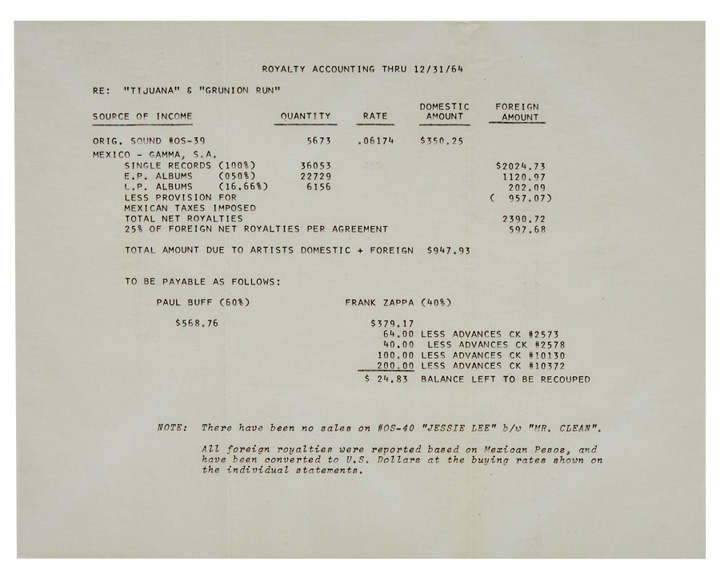 ROYALTY ACCOUNTING THRU 12/31/64
RE: "TIJUANA" & "GRUNION RUN"
SOURCE OF INCOME QUANTITY RATE DOMESTIC AMOUNT FOREIGN AMOUNT
ORIG. SOUND #OS-39 5673 .06174 $350.25
MEXICO - GAMMA, S.A.
SINGLE RECORDS (100%) 36053 $2024.73
E.P. ALBUMS (050%) 22729 1120.97
L.P. ALBUMS (16.66%) 6156 202.09
LESS PROVISION FOR ( 957.07)
MEXICAN TAXES IMPOSED
TOTAL NET ROYALTIES 2390.72
25% OF FOREIGN NET ROYALTIES PER AGREEMENT 597.68
TOTAL AMOUNT DUE TO ARTISTS DOMESTIC + FOREIGN $947.93
TO BE PAYABLE AS FOLLOWS:
PAUL BUFF (60%) FRANK ZAPPA (40%)
$568.76 $379.17
64.00 LESS ADVANCES CK #2573
40.00 LESS ADVANCES CK #2578
100.00 LESS ADVANCES CK #10130
200.00 LESS ADVANCES CK #10372
$ 24.83 BALANCE LEFT TO BE RECOUPED
NOTE: There have been no sales on #OS-40 "JESSIE LEE" b/w "MR. CLEAN".
All foreign royalties were reported based on Mexican Pesos, and
have been converted to U.S. Dollars at the buying rates shown on
the individual statements.